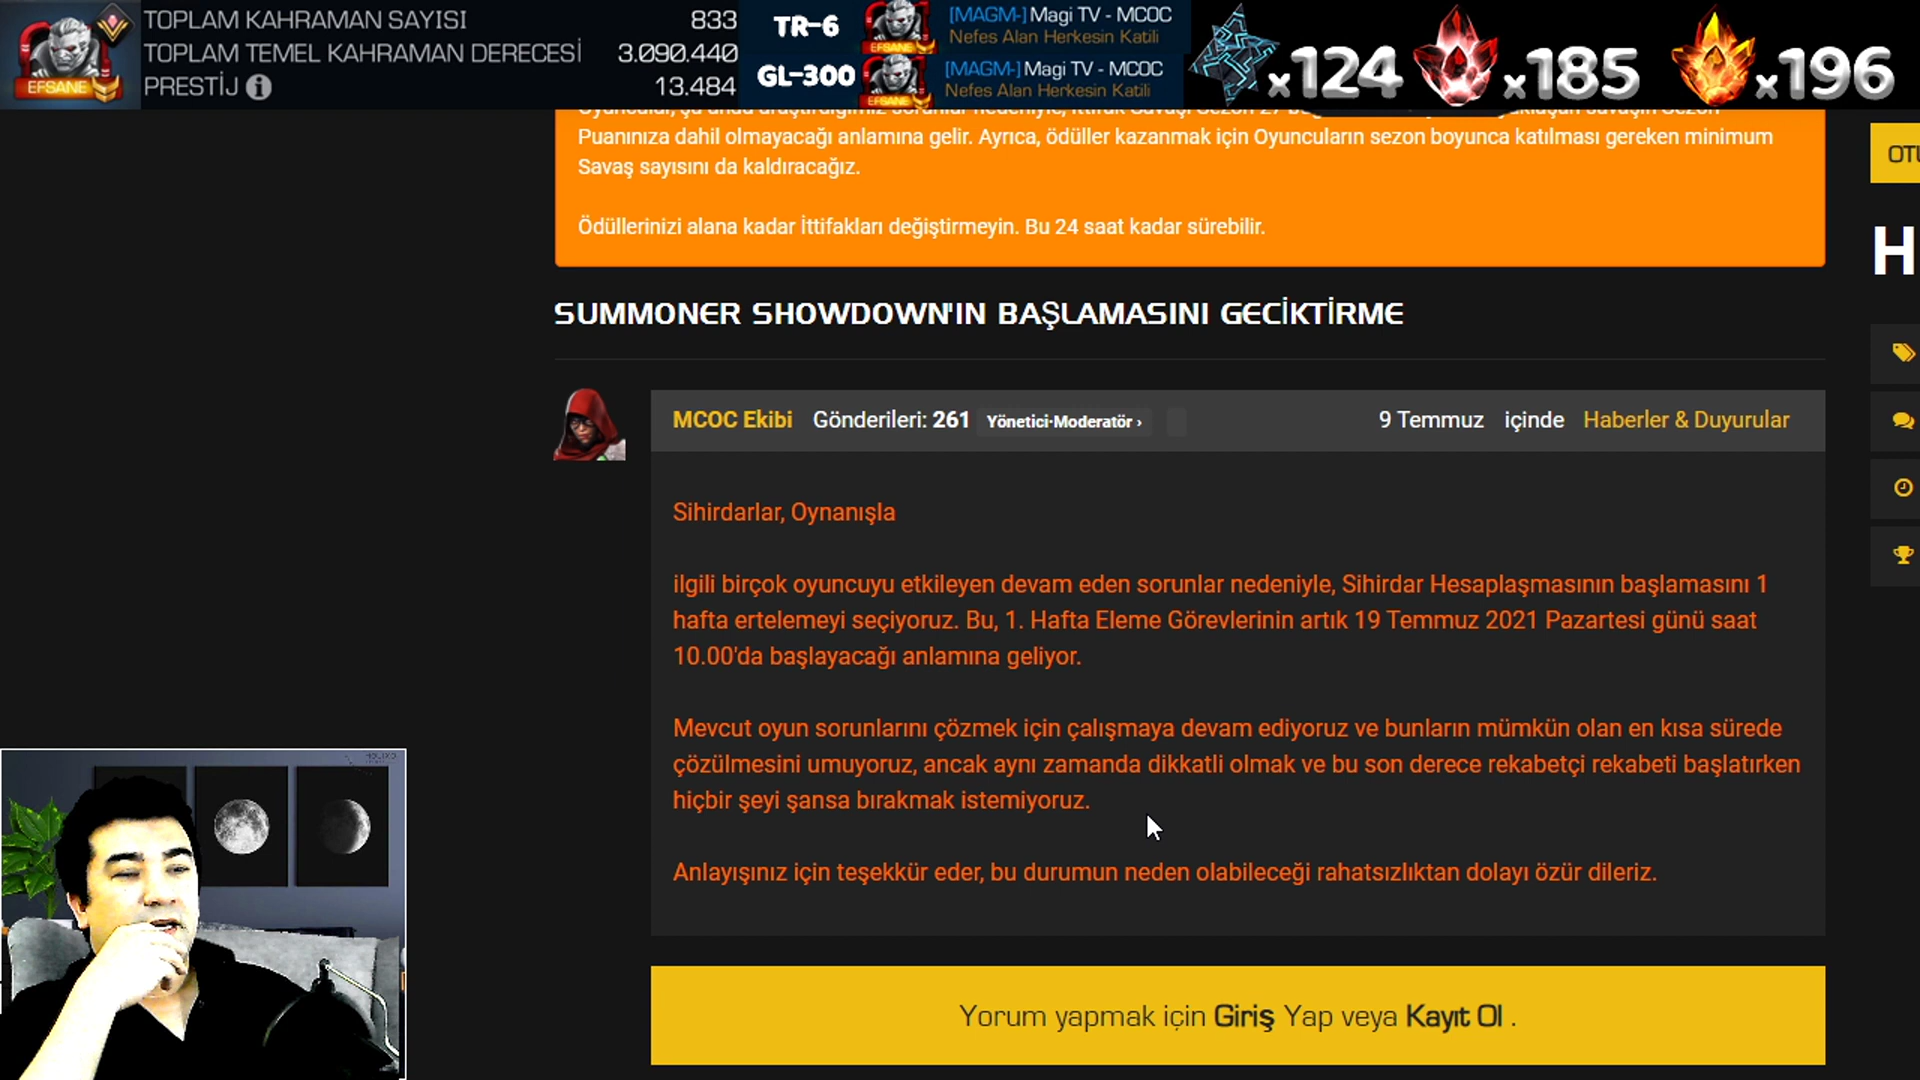 TOPLAM KAHRAMAN SAYISI 833
TOPLAM TEMEL KAHRAMAN DERECESİ 3.090.440
PRESTİJ 13.484
EFSANE
TR-6
[MAGM-] Magi TV - MCOC
Nefes Alan Herkesin Katili
EFSANE
GL-300
[MAGM-] Magi TV - MCOC
Nefes Alan Herkesin Katili
EFSANE
x124
x185
x196
Puanınıza dahil olmayacağı anlamına gelir. Ayrıca, ödüller kazanmak için Oyuncuların sezon boyunca katılması gereken minimum
Savaş sayısını da kaldıracağız.
Ödüllerinizi alana kadar İttifakları değiştirmeyin. Bu 24 saat kadar sürebilir.
SUMMONER SHOWDOWN'IN BAŞLAMASINI GECİKTİRME
MCOC Ekibi Gönderileri: 261 Yönetici·Moderatör › 9 Temmuz içinde Haberler & Duyurular
Sihirdarlar, Oynanışla
ilgili birçok oyuncuyu etkileyen devam eden sorunlar nedeniyle, Sihirdar Hesaplaşmasının başlamasını 1
hafta ertelemeyi seçiyoruz. Bu, 1. Hafta Eleme Görevlerinin artık 19 Temmuz 2021 Pazartesi günü saat
10.00'da başlayacağı anlamına geliyor.
Mevcut oyun sorunlarını çözmek için çalışmaya devam ediyoruz ve bunların mümkün olan en kısa sürede
çözülmesini umuyoruz, ancak aynı zamanda dikkatli olmak ve bu son derece rekabetçi rekabeti başlatırken
hiçbir şeyi şansa bırakmak istemiyoruz.
Anlayışınız için teşekkür eder, bu durumun neden olabileceği rahatsızlıktan dolayı özür dileriz.
Yorum yapmak için Giriş Yap veya Kayıt Ol .
H